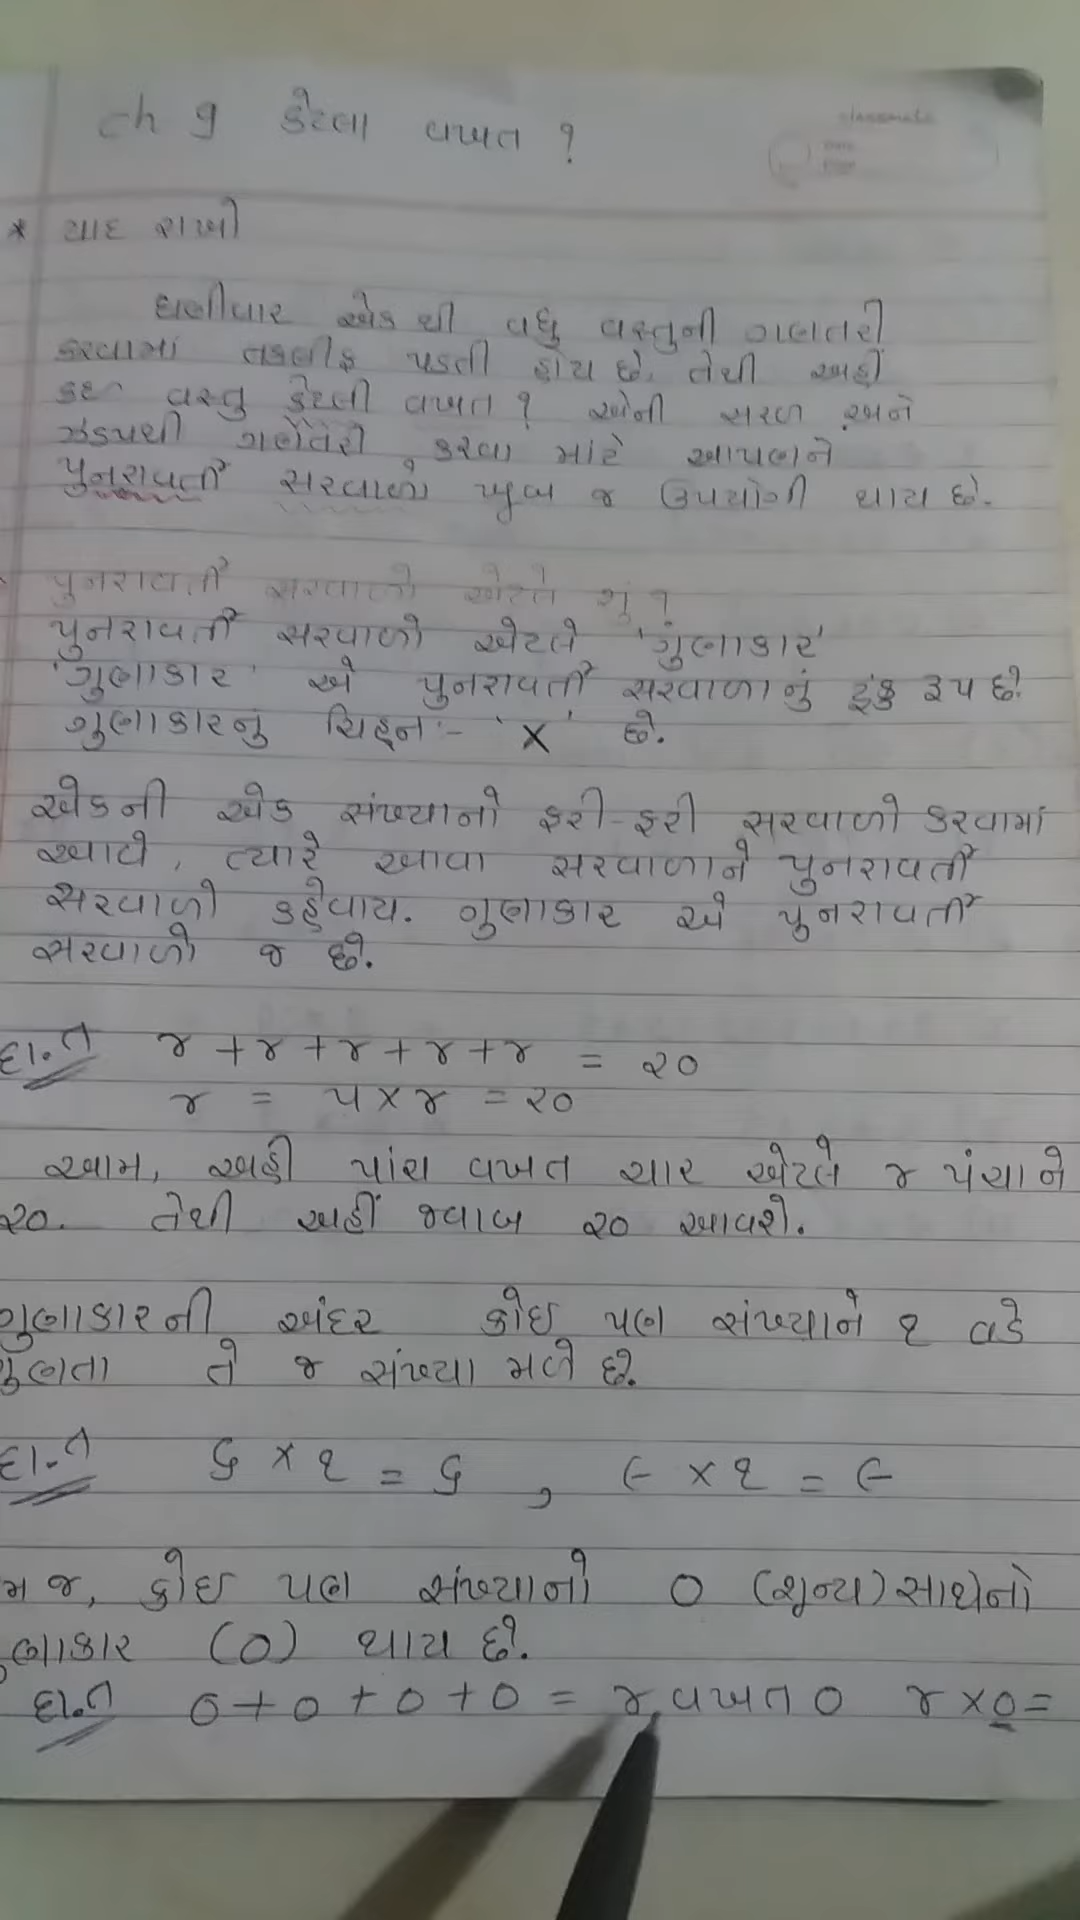 ch 9 કેટલા વખત ?
classmate
* યાદ રાખો
ઘણીવાર એક થી વધુ વસ્તુની ગણતરી
કરવામાં તકલીફ પડતી હોય છે. તેથી અહીં
કઇ વસ્તુ કેટલી વખત ? એની સરળ અને
ઝડપથી ગણતરી કરવા માટે આપણને
પુનરાવર્તી સરવાળો ખૂબ જ ઉપયોગી થાય છે.
પુનરાવર્તી સરવાળો એટલે શું ?
પુનરાવર્તી સરવાળો એટલે 'ગુણાકાર'
'ગુણાકાર' એ પુનરાવર્તી સરવાળાનું ટૂંકુ રૂપ છે.
ગુણાકારનું ચિહ્ન :- 'X' છે.
એકની એક સંખ્યાનો ફરી-ફરી સરવાળો કરવામાં
આવે, ત્યારે આવા સરવાળાને પુનરાવર્તી
સરવાળો કહેવાય. ગુણાકાર એ પુનરાવર્તી
સરવાળો જ છે.
દા.ત ૪ + ૪ + ૪ + ૪ + ૪ = ૨૦
૪ = ૫ × ૪ = ૨૦
આમ, અહીં પાંચ વખત ચાર એટલે ૪ પંચાને
૨૦. તેથી અહીં જવાબ ૨૦ આવશે.
ગુણાકારની અંદર કોઇ પણ સંખ્યાને ૧ વડે
ગુણતા તે જ સંખ્યા મળે છે.
દા.ત ૬ × ૧ = ૬ , ૯ × ૧ = ૯
મ જ, કોઇ પણ સંખ્યાનો 0 (શૂન્ય) સાથેનો
ણાકાર (0) થાય છે.
દા.ત 0 + 0 + 0 + 0 = ૪ વખત 0 ૪ × 0 =